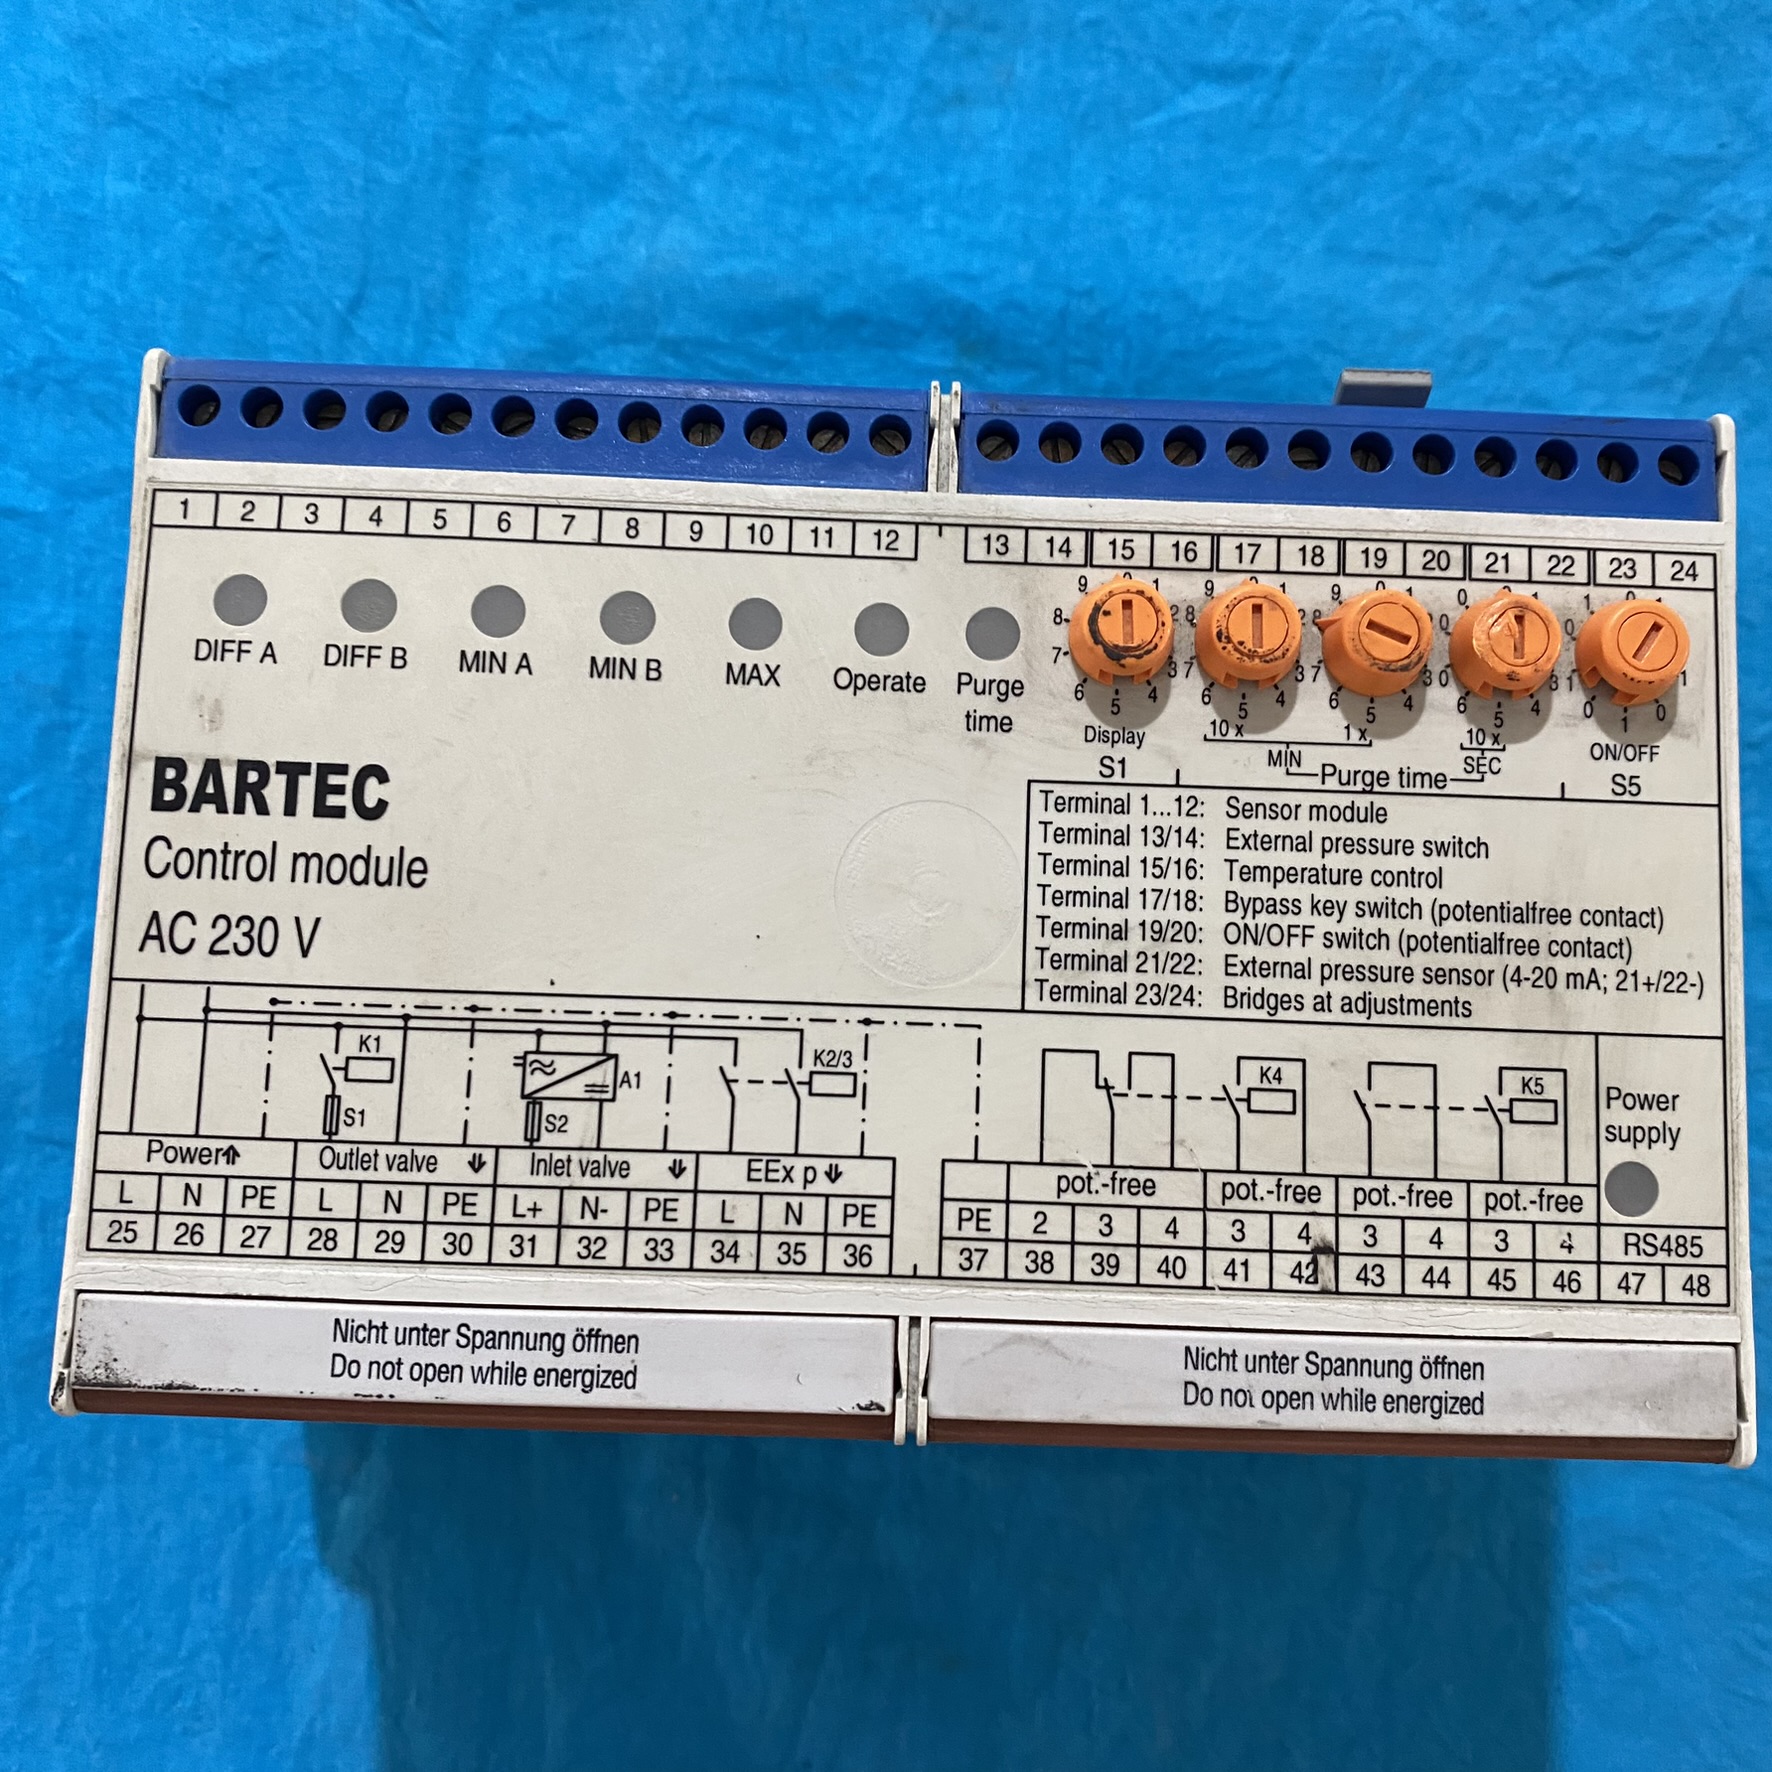 1 2 3 4 5 6 7 8 9 10 11 12 13 14 15 16 17 18 19 20 21 22 23 24
DIFF A DIFF B MIN A MIN B MAX Operate Purge time
Display 10 x 1 x 10 x ON/OFF
MIN SEC
S1 Purge time S5
BARTEC
Control module
AC 230 V
Terminal 1...12: Sensor module
Terminal 13/14: External pressure switch
Terminal 15/16: Temperature control
Terminal 17/18: Bypass key switch (potentialfree contact)
Terminal 19/20: ON/OFF switch (potentialfree contact)
Terminal 21/22: External pressure sensor (4-20 mA; 21+/22-)
Terminal 23/24: Bridges at adjustments
K1 A1 K2/3 K4 K5
S1 S2
Power supply
Power Outlet valve Inlet valve EEx p pot.-free pot.-free pot.-free pot.-free
L N PE L N PE L+ N- PE L N PE PE 2 3 4 3 4 3 4 3 4 RS485
25 26 27 28 29 30 31 32 33 34 35 36 37 38 39 40 41 42 43 44 45 46 47 48
Nicht unter Spannung öffnen
Do not open while energized
Nicht unter Spannung öffnen
Do not open while energized